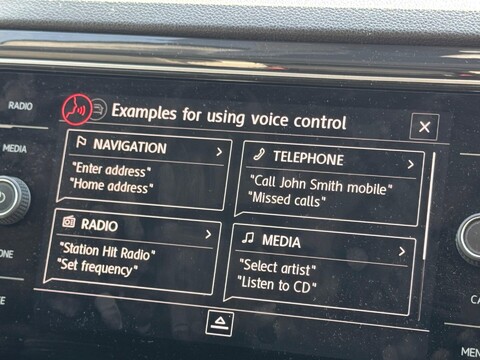 Examples for using voice control
RADIO
MEDIA
NAVIGATION
"Enter address"
"Home address"
TELEPHONE
"Call John Smith mobile"
"Missed calls"
RADIO
"Station Hit Radio"
"Set frequency"
MEDIA
"Select artist"
"Listen to CD"